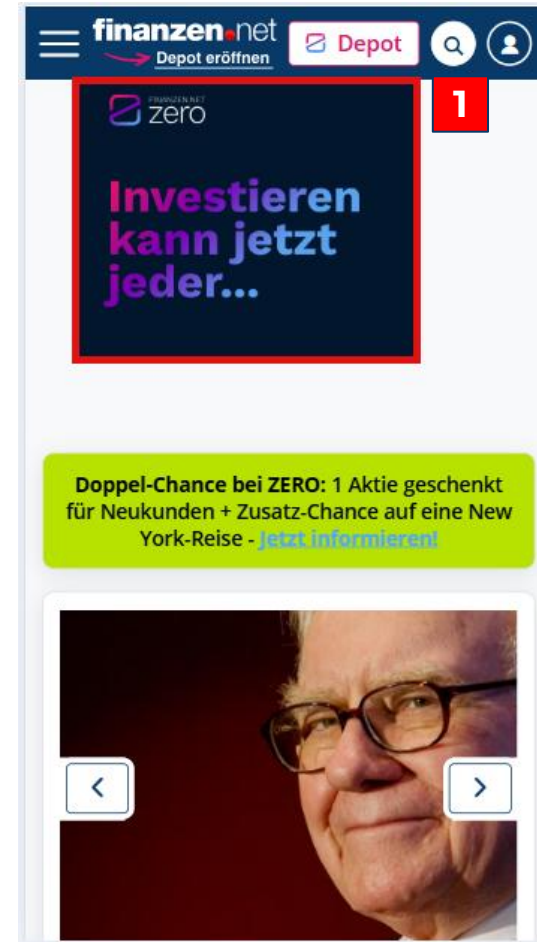 finanzen.net
Depot eröffnen
Depot
1
FINANZEN.NET
zero
Investieren
kann jetzt
jeder...
Doppel-Chance bei ZERO: 1 Aktie geschenkt
für Neukunden + Zusatz-Chance auf eine New
York-Reise - Jetzt informieren!